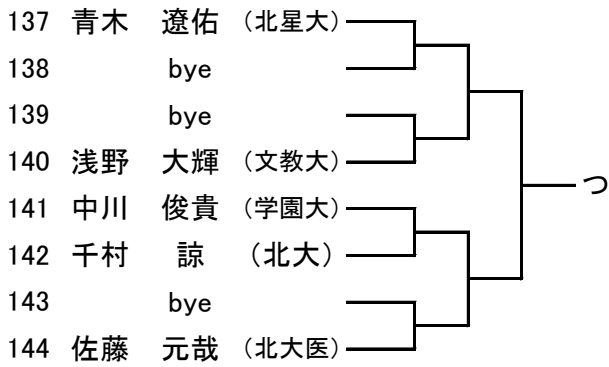 137 青木 遼佑 (北星大)
138 bye
139 bye
140 浅野 大輝 (文教大)
つ
141 中川 俊貴 (学園大)
142 千村 諒 (北大)
143 bye
144 佐藤 元哉 (北大医)